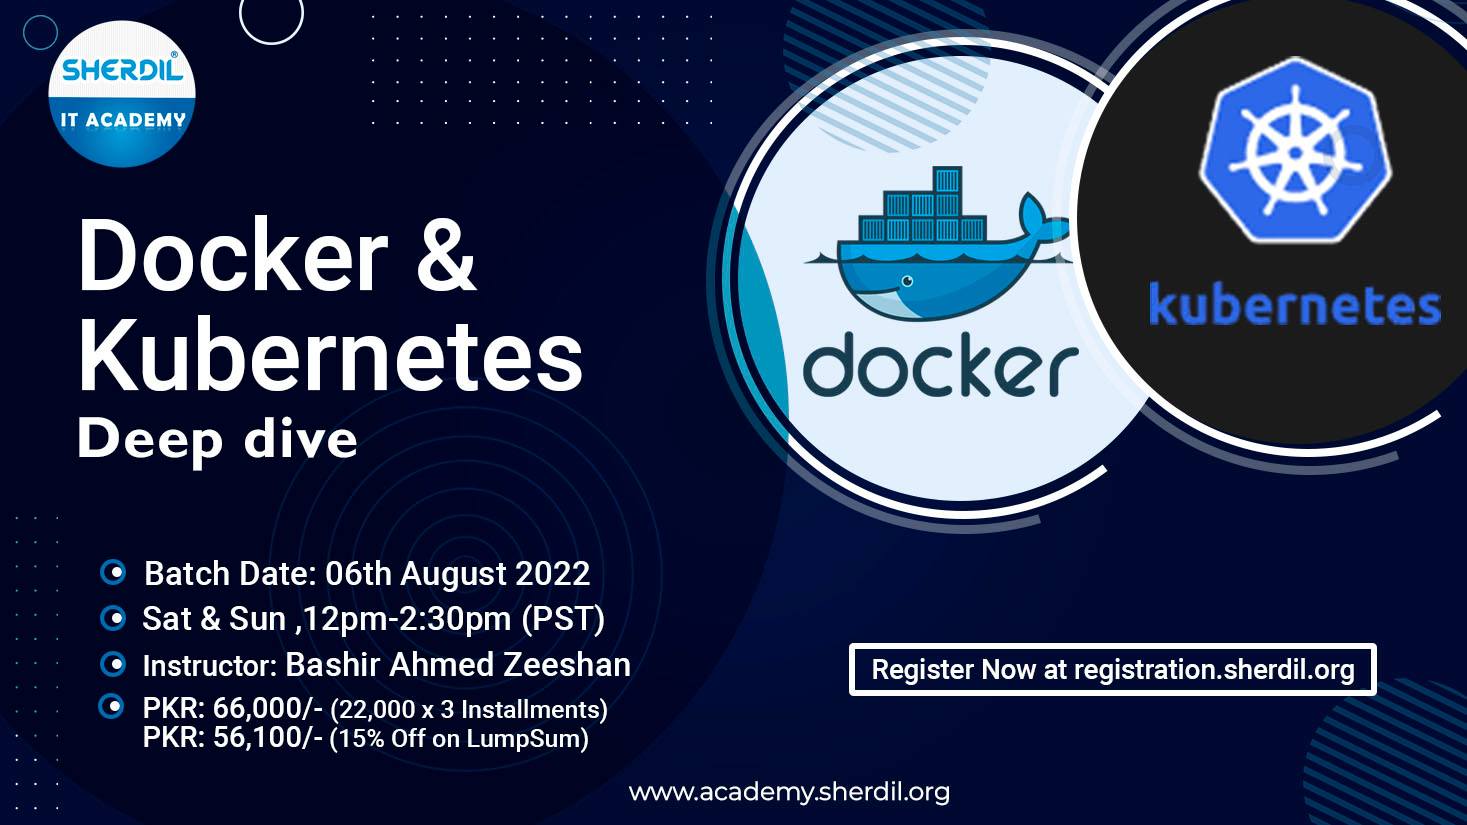 SHERDIL®
IT ACADEMY
Docker &
Kubernetes
Deep dive
docker
kubernetes
Batch Date: 06th August 2022
Sat & Sun ,12pm-2:30pm (PST)
Instructor: Bashir Ahmed Zeeshan
PKR: 66,000/- (22,000 x 3 Installments)
PKR: 56,100/- (15% Off on LumpSum)
Register Now at registration.sherdil.org
www.academy.sherdil.org